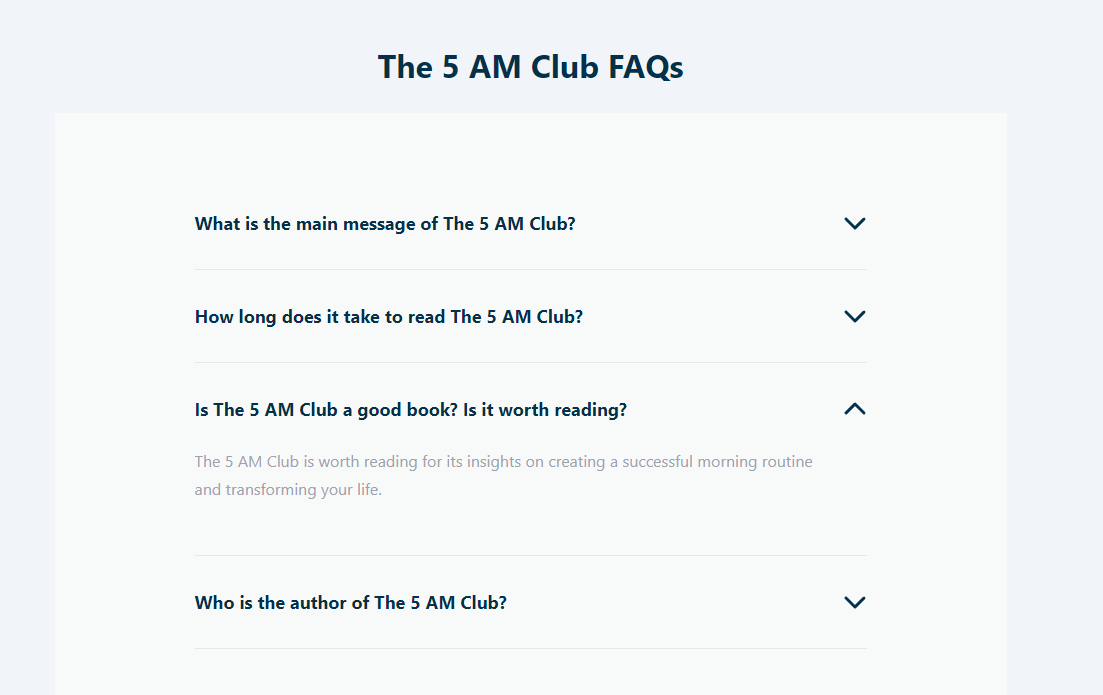 The 5 AM Club FAQs
What is the main message of The 5 AM Club?
How long does it take to read The 5 AM Club?
Is The 5 AM Club a good book? Is it worth reading?
The 5 AM Club is worth reading for its insights on creating a successful morning routine
and transforming your life.
Who is the author of The 5 AM Club?